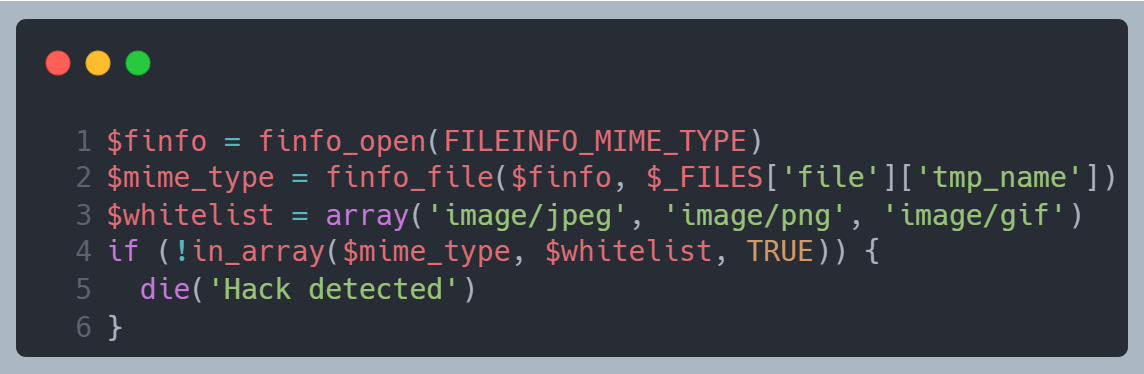 1 $finfo = finfo_open(FILEINFO_MIME_TYPE)
2 $mime_type = finfo_file($finfo, $_FILES['file']['tmp_name'])
3 $whitelist = array('image/jpeg', 'image/png', 'image/gif')
4 if (!in_array($mime_type, $whitelist, TRUE)) {
5   die('Hack detected')
6 }